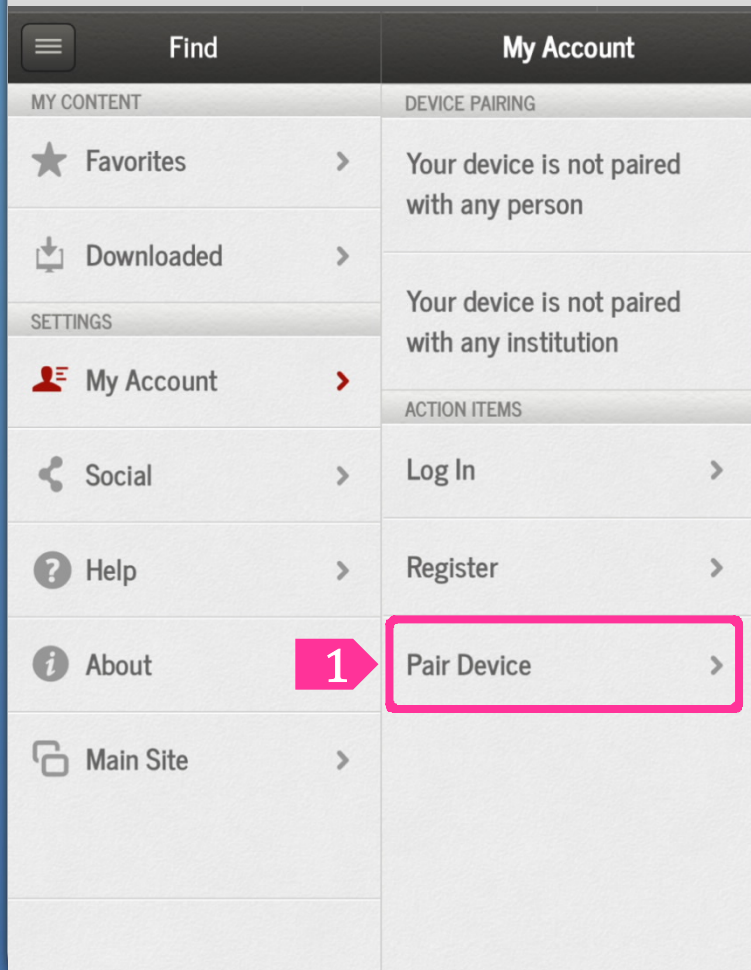 Find
MY CONTENT
Favorites
Downloaded
SETTINGS
My Account
Social
Help
About
Main Site
My Account
DEVICE PAIRING
Your device is not paired
with any person
Your device is not paired
with any institution
ACTION ITEMS
Log In
Register
1
Pair Device